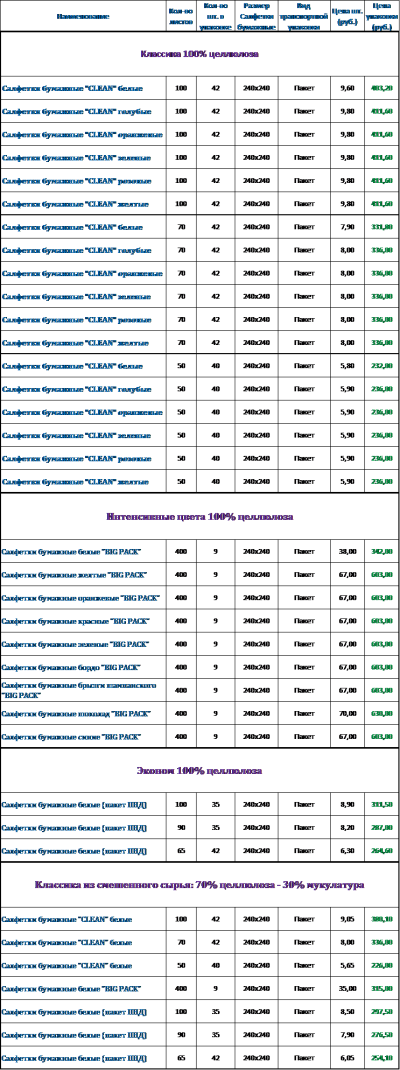 Наименование Кол-во листов Кол-во шт. в упаковке Размер Салфетки бумажные Вид транспортной упаковки Цена шт. (руб.) Цена упаковки (руб.)
Классика 100% целлюлоза
Салфетки бумажные "CLEAN" белые 100 42 240х240 Пакет 9,60 403,20
Салфетки бумажные "CLEAN" голубые 100 42 240х240 Пакет 9,80 411,60
Салфетки бумажные "CLEAN" оранжевые 100 42 240х240 Пакет 9,80 411,60
Салфетки бумажные "CLEAN" зеленые 100 42 240х240 Пакет 9,80 411,60
Салфетки бумажные "CLEAN" розовые 100 42 240х240 Пакет 9,80 411,60
Салфетки бумажные "CLEAN" желтые 100 42 240х240 Пакет 9,80 411,60
Салфетки бумажные "CLEAN" белые 70 42 240х240 Пакет 7,90 331,80
Салфетки бумажные "CLEAN" голубые 70 42 240х240 Пакет 8,00 336,00
Салфетки бумажные "CLEAN" оранжевые 70 42 240х240 Пакет 8,00 336,00
Салфетки бумажные "CLEAN" зеленые 70 42 240х240 Пакет 8,00 336,00
Салфетки бумажные "CLEAN" розовые 70 42 240х240 Пакет 8,00 336,00
Салфетки бумажные "CLEAN" желтые 70 42 240х240 Пакет 8,00 336,00
Салфетки бумажные "CLEAN" белые 50 40 240х240 Пакет 5,80 232,00
Салфетки бумажные "CLEAN" голубые 50 40 240х240 Пакет 5,90 236,00
Салфетки бумажные "CLEAN" оранжевые 50 40 240х240 Пакет 5,90 236,00
Салфетки бумажные "CLEAN" зеленые 50 40 240х240 Пакет 5,90 236,00
Салфетки бумажные "CLEAN" розовые 50 40 240х240 Пакет 5,90 236,00
Салфетки бумажные "CLEAN" желтые 50 40 240х240 Пакет 5,90 236,00
Интенсивные цвета 100% целлюлоза
Салфетки бумажные белые "BIG PACK" 400 9 240х240 Пакет 38,00 342,00
Салфетки бумажные желтые "BIG PACK" 400 9 240х240 Пакет 67,00 603,00
Салфетки бумажные оранжевые "BIG PACK" 400 9 240х240 Пакет 67,00 603,00
Салфетки бумажные красные "BIG PACK" 400 9 240х240 Пакет 67,00 603,00
Салфетки бумажные зеленые "BIG PACK" 400 9 240х240 Пакет 67,00 603,00
Салфетки бумажные бордо "BIG PACK" 400 9 240х240 Пакет 67,00 603,00
Салфетки бумажные брызги шампанского
"BIG PACK" 400 9 240х240 Пакет 67,00 603,00
Салфетки бумажные шоколад "BIG PACK" 400 9 240х240 Пакет 70,00 630,00
Салфетки бумажные синие "BIG PACK" 400 9 240х240 Пакет 67,00 603,00
Эконом 100% целлюлоза
Салфетки бумажные белые (пакет ПНД) 100 35 240х240 Пакет 8,90 311,50
Салфетки бумажные белые (пакет ПНД) 90 35 240х240 Пакет 8,20 287,00
Салфетки бумажные белые (пакет ПНД) 65 42 240х240 Пакет 6,30 264,60
Классика из смешенного сырья: 70% целлюлоза - 30% мукулатура
Салфетки бумажные "CLEAN" белые 100 42 240х240 Пакет 9,05 380,10
Салфетки бумажные "CLEAN" белые 70 42 240х240 Пакет 8,00 336,00
Салфетки бумажные "CLEAN" белые 50 40 240х240 Пакет 5,65 226,00
Салфетки бумажные белые "BIG PACK" 400 9 240х240 Пакет 35,00 315,00
Салфетки бумажные белые (пакет ПНД) 100 35 240х240 Пакет 8,50 297,50
Салфетки бумажные белые (пакет ПНД) 90 35 240х240 Пакет 7,90 276,50
Салфетки бумажные белые (пакет ПНД) 65 42 240х240 Пакет 6,05 254,10